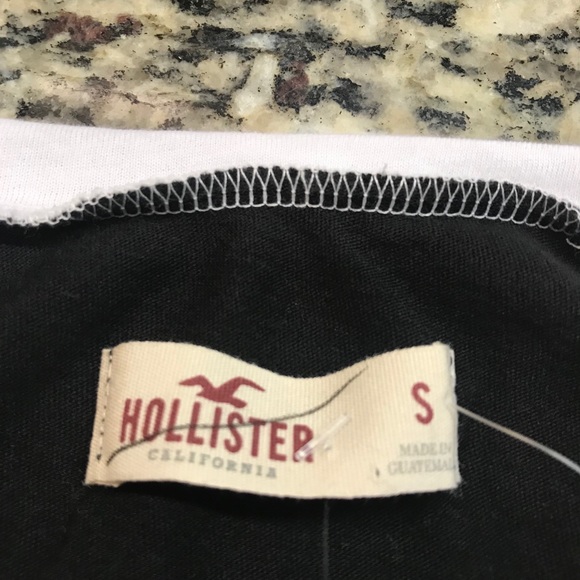 HOLLISTER
CALIFORNIA
S
MADE IN
GUATEMALA